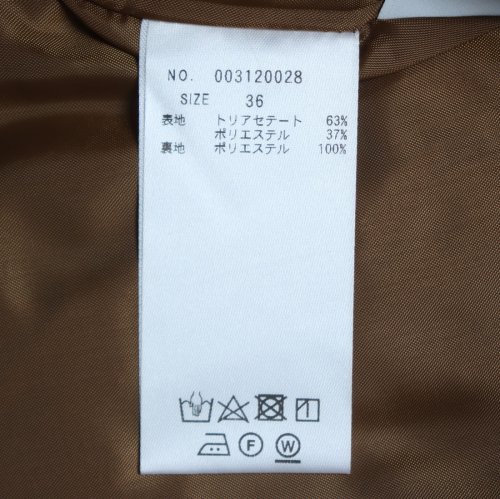 NO. 003120028
SIZE 36
表地 トリアセテート 63%
ポリエステル 37%
裏地 ポリエステル 100%
F W